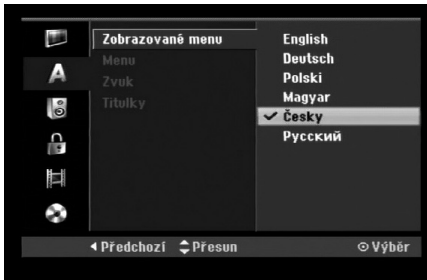 Zobrazované menu
Menu
Zvuk
Titulky
English
Deutsch
Polski
Magyar
Česky
Русский
Předchozí Přesun Výběr